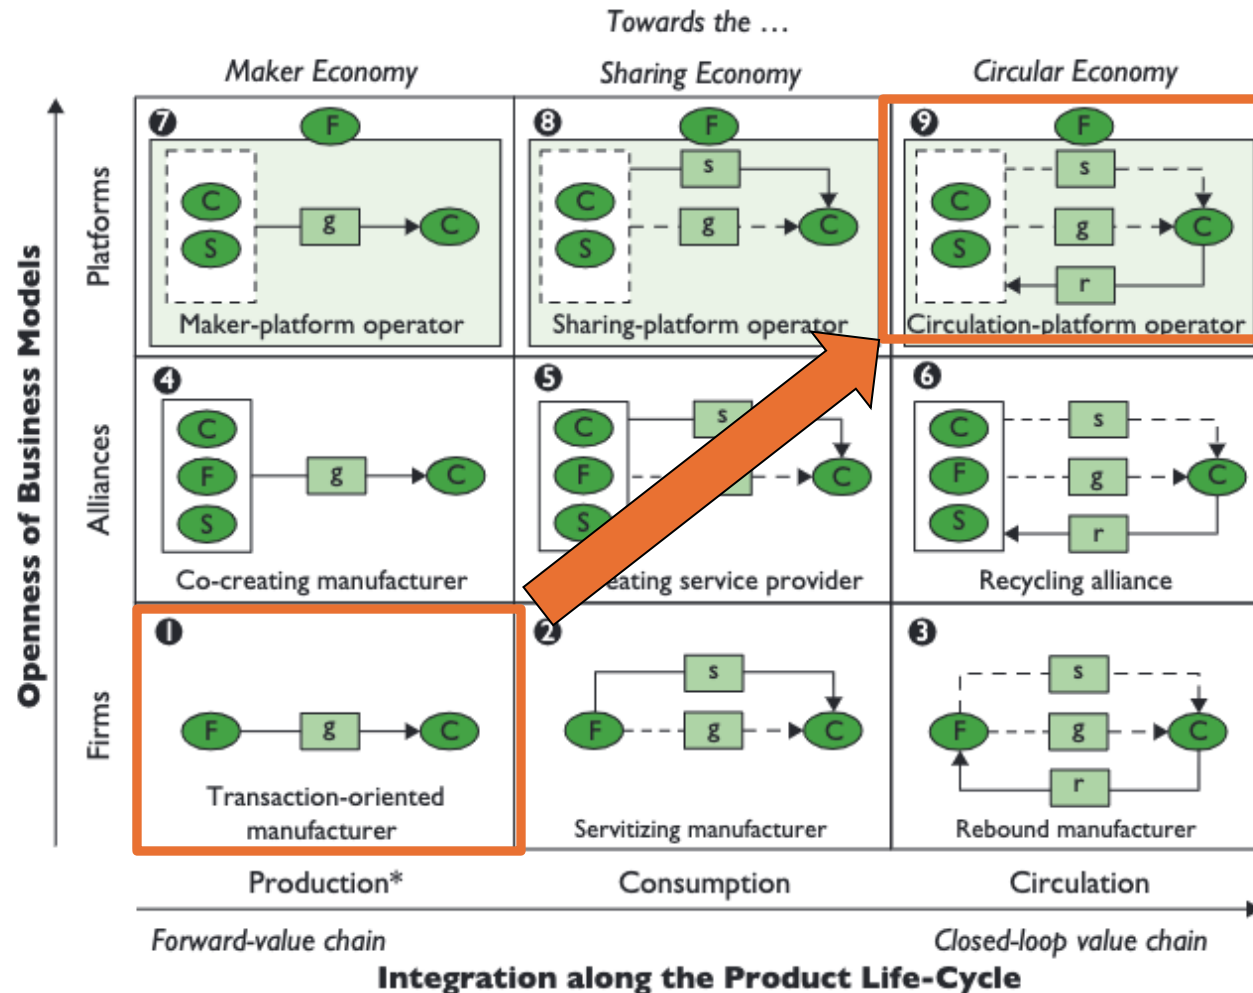 Towards the ...
Maker Economy
Sharing Economy
Circular Economy
Openness of Business Models
Platforms
7
F
C
S
g
C
Maker-platform operator
8
F
s
C
S
g
C
Sharing-platform operator
9
F
s
C
S
g
C
r
Circulation-platform operator
Alliances
4
C
F
S
g
C
Co-creating manufacturer
5
C
F
S
s
C
eating service provider
6
C
F
S
s
g
C
r
Recycling alliance
Firms
1
F
g
C
Transaction-oriented
manufacturer
2
s
F
g
C
Servitizing manufacturer
3
s
F
g
C
r
Rebound manufacturer
Production*
Consumption
Circulation
Forward-value chain
Closed-loop value chain
Integration along the Product Life-Cycle